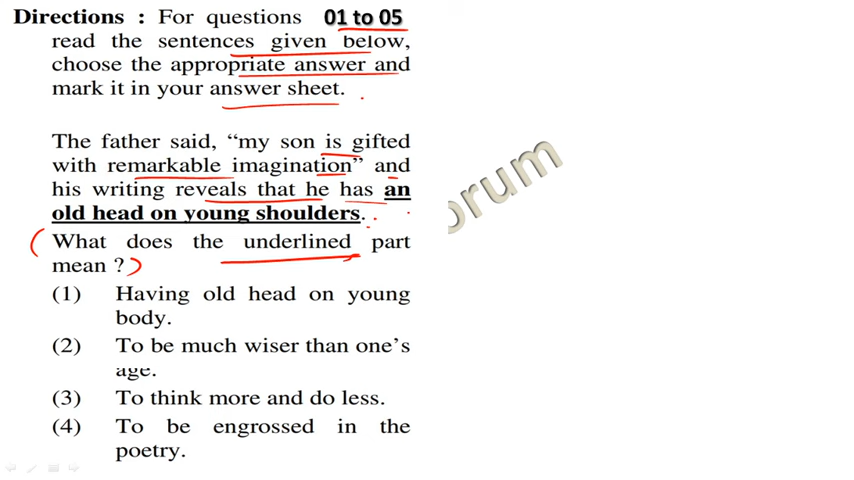 Directions : For questions 01 to 05
read the sentences given below,
choose the appropriate answer and
mark it in your answer sheet.
The father said, “my son is gifted
with remarkable imagination” and
his writing reveals that he has an
old head on young shoulders.
What does the underlined part
mean ?
(1) Having old head on young
body.
(2) To be much wiser than one’s
age.
(3) To think more and do less.
(4) To be engrossed in the
poetry.
orum